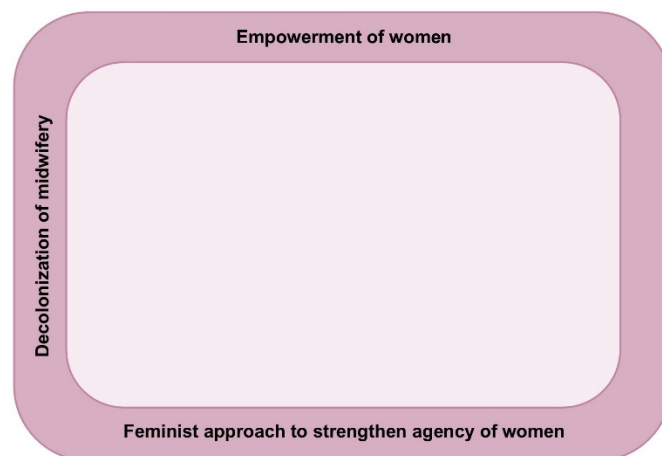 Empowerment of women
Decolonization of midwifery
Feminist approach to strengthen agency of women